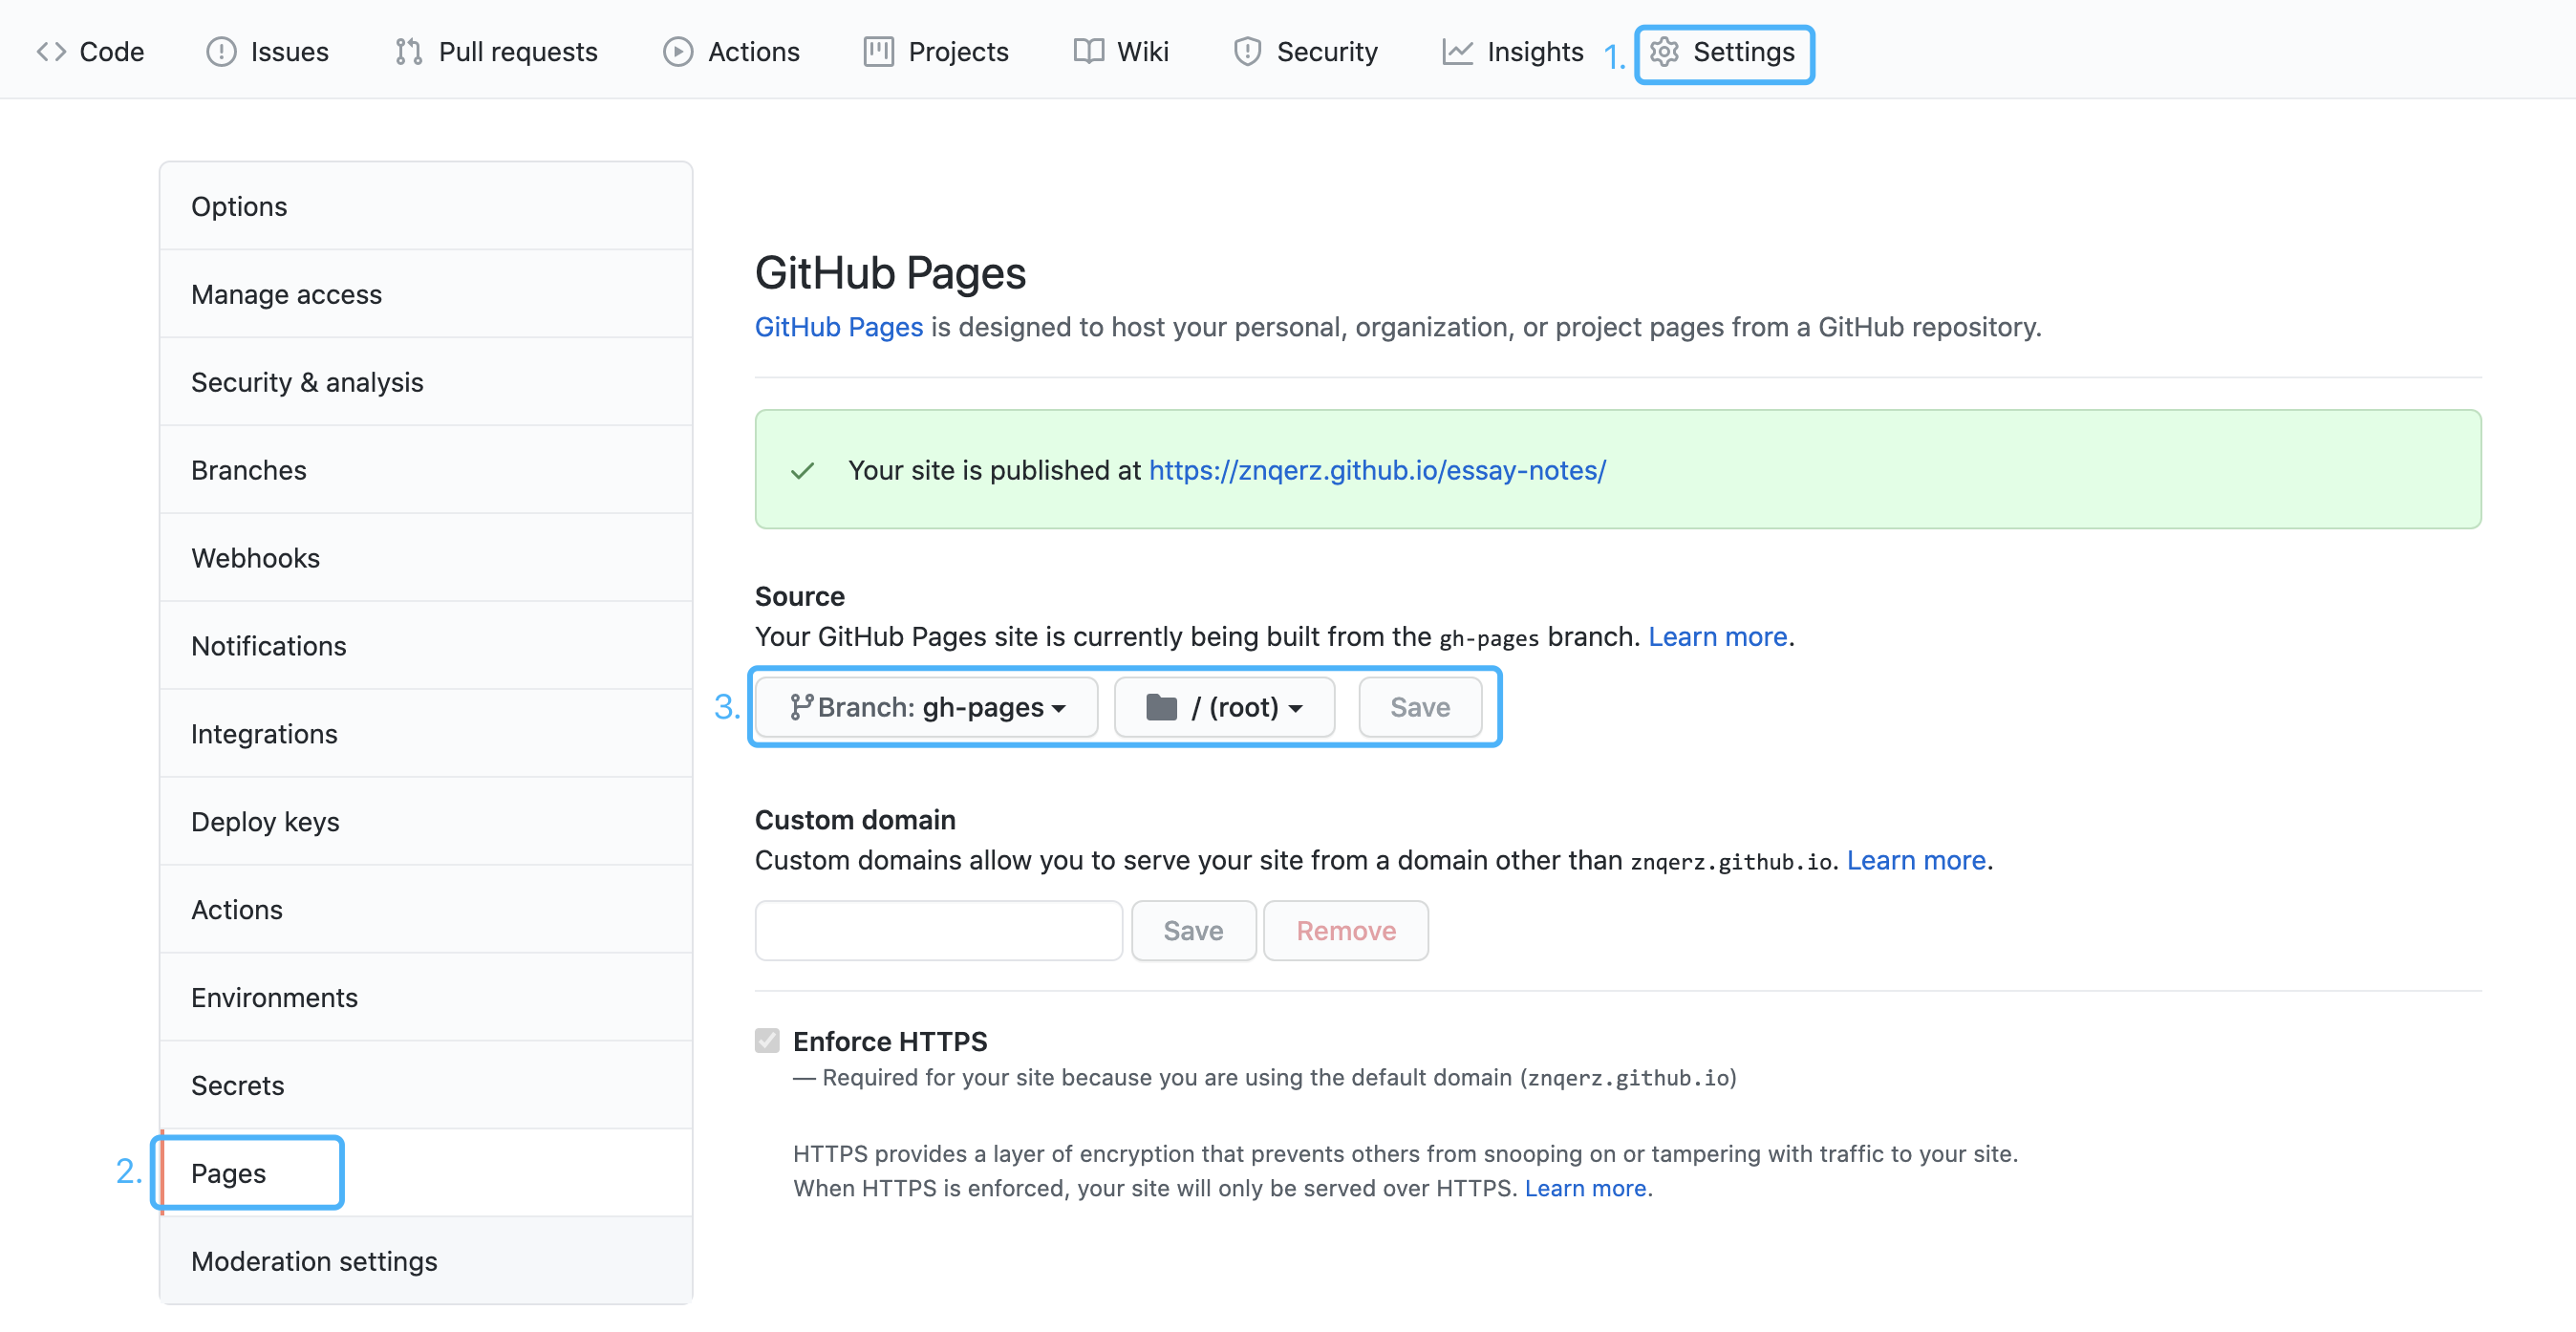 Code Issues Pull requests Actions Projects Wiki Security Insights 1. Settings
Options
Manage access
Security & analysis
Branches
Webhooks
Notifications
Integrations
Deploy keys
Actions
Environments
Secrets
2. Pages
Moderation settings
GitHub Pages
GitHub Pages is designed to host your personal, organization, or project pages from a GitHub repository.
Your site is published at https://znqerz.github.io/essay-notes/
Source
Your GitHub Pages site is currently being built from the gh-pages branch. Learn more.
3. Branch: gh-pages / (root) Save
Custom domain
Custom domains allow you to serve your site from a domain other than znqerz.github.io. Learn more.
Save Remove
Enforce HTTPS
— Required for your site because you are using the default domain (znqerz.github.io)
HTTPS provides a layer of encryption that prevents others from snooping on or tampering with traffic to your site.
When HTTPS is enforced, your site will only be served over HTTPS. Learn more.